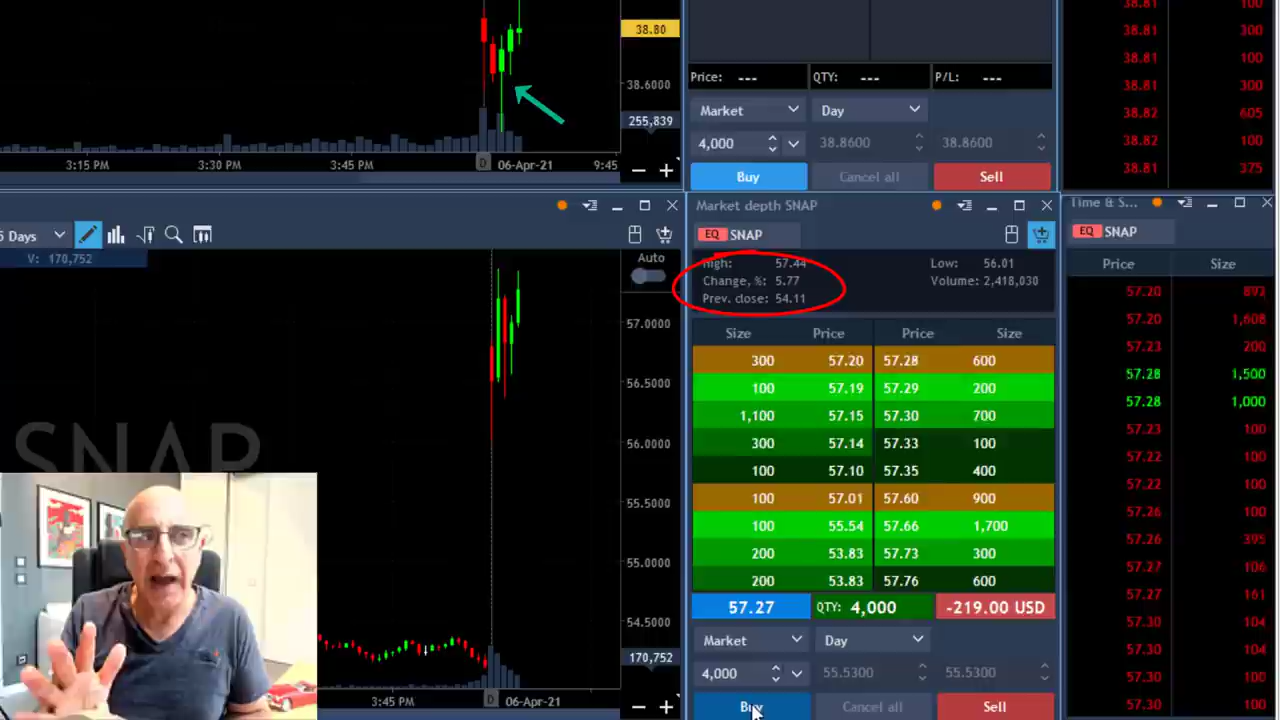 38.80
38.6000
255,839
3:15 PM 3:30 PM 3:45 PM D 06-Apr-21 9:45
Price: --- QTY: --- P/L: ---
Market Day
4,000 38.8600 38.8600
Buy Cancel all Sell
38.81
38.81 300
38.81 100
38.81 300
38.82 605
38.82 100
38.81 375
5 Days
V: 170,752
Auto
57.0000
56.5000
56.0000
55.5000
55.0000
54.5000
170,752
SNAP
3:45 PM D 06-Apr-21
Market depth SNAP
EQ SNAP
High: 57.44 Low: 56.01
Change, %: 5.77 Volume: 2,418,030
Prev. close: 54.11
Size Price Price Size
300 57.20 57.28 600
100 57.19 57.29 200
1,100 57.15 57.30 700
300 57.14 57.33 100
100 57.10 57.35 400
100 57.01 57.60 900
100 55.54 57.66 1,700
200 53.83 57.73 300
200 53.83 57.76 600
57.27 QTY: 4,000 -219.00 USD
Market Day
4,000 55.5300 55.5300
Buy Cancel all Sell
Time & S...
EQ SNAP
Price Size
57.20 892
57.20 1,608
57.23 200
57.28 1,500
57.28 1,000
57.23 100
57.22 100
57.22 100
57.26 100
57.26 395
57.27 106
57.27 161
57.30 104
57.30 104
57.30 100
57.30 100